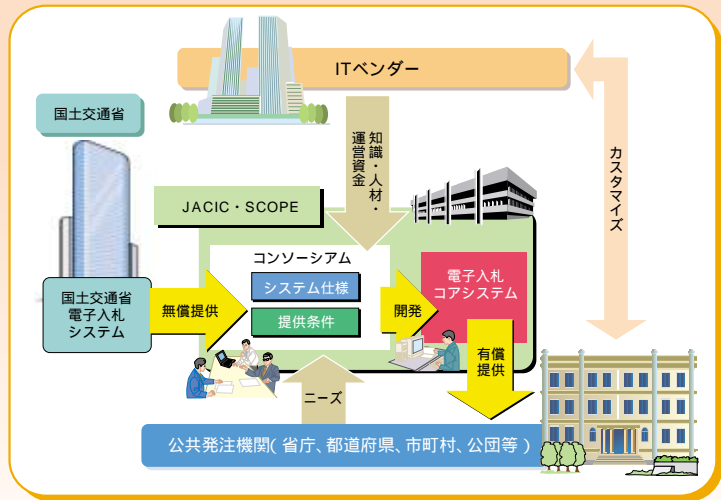 ITベンダー
国土交通省
知識・人材・
運営資金
カスタマイズ
JACIC・SCOPE
コンソーシアム
システム仕様
提供条件
国土交通省
電子入札
システム
無償提供
開発
電子入札
コアシステム
有償
提供
ニーズ
公共発注機関(省庁、都道府県、市町村、公団等)